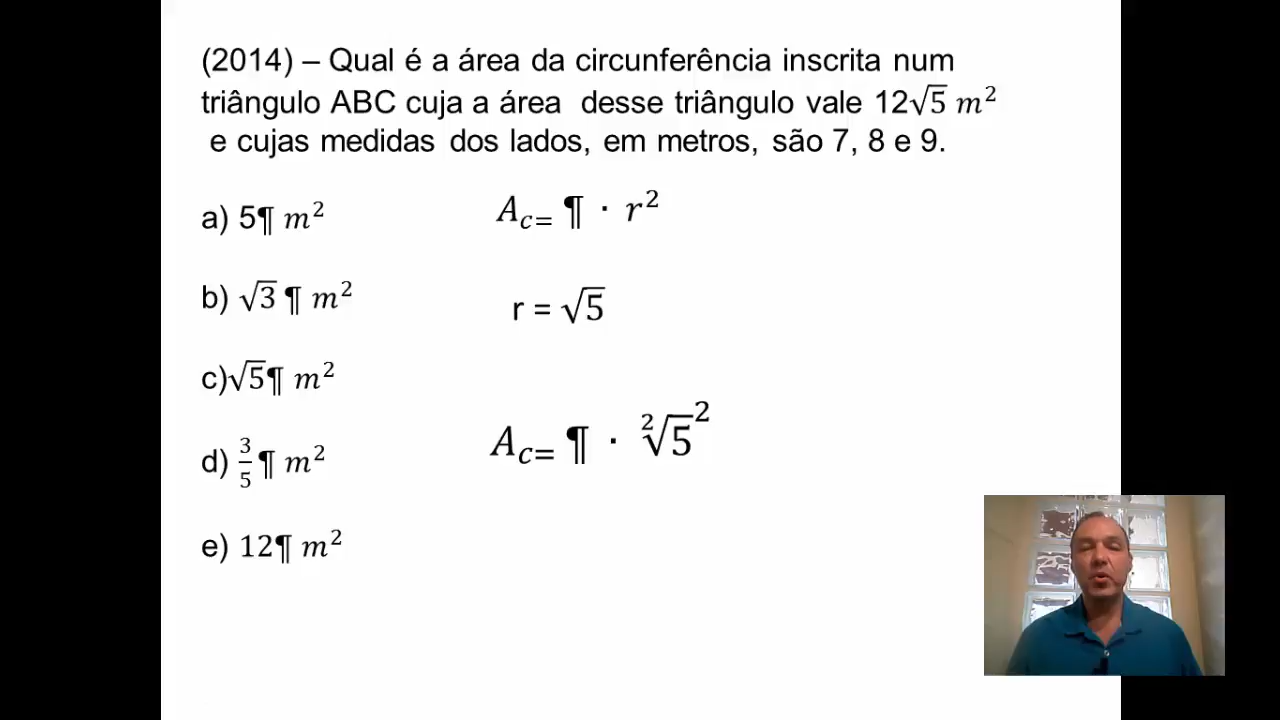 (2014) – Qual é a área da circunferência inscrita num
triângulo ABC cuja a área desse triângulo vale 12√5 m²
e cujas medidas dos lados, em metros, são 7, 8 e 9.
a) 5¶ m²
A_c= ¶ · r²
b) √3 ¶ m²
r = √5
c)√5¶ m²
A_c= ¶ · ²√5²
d) 3/5 ¶ m²
e) 12¶ m²